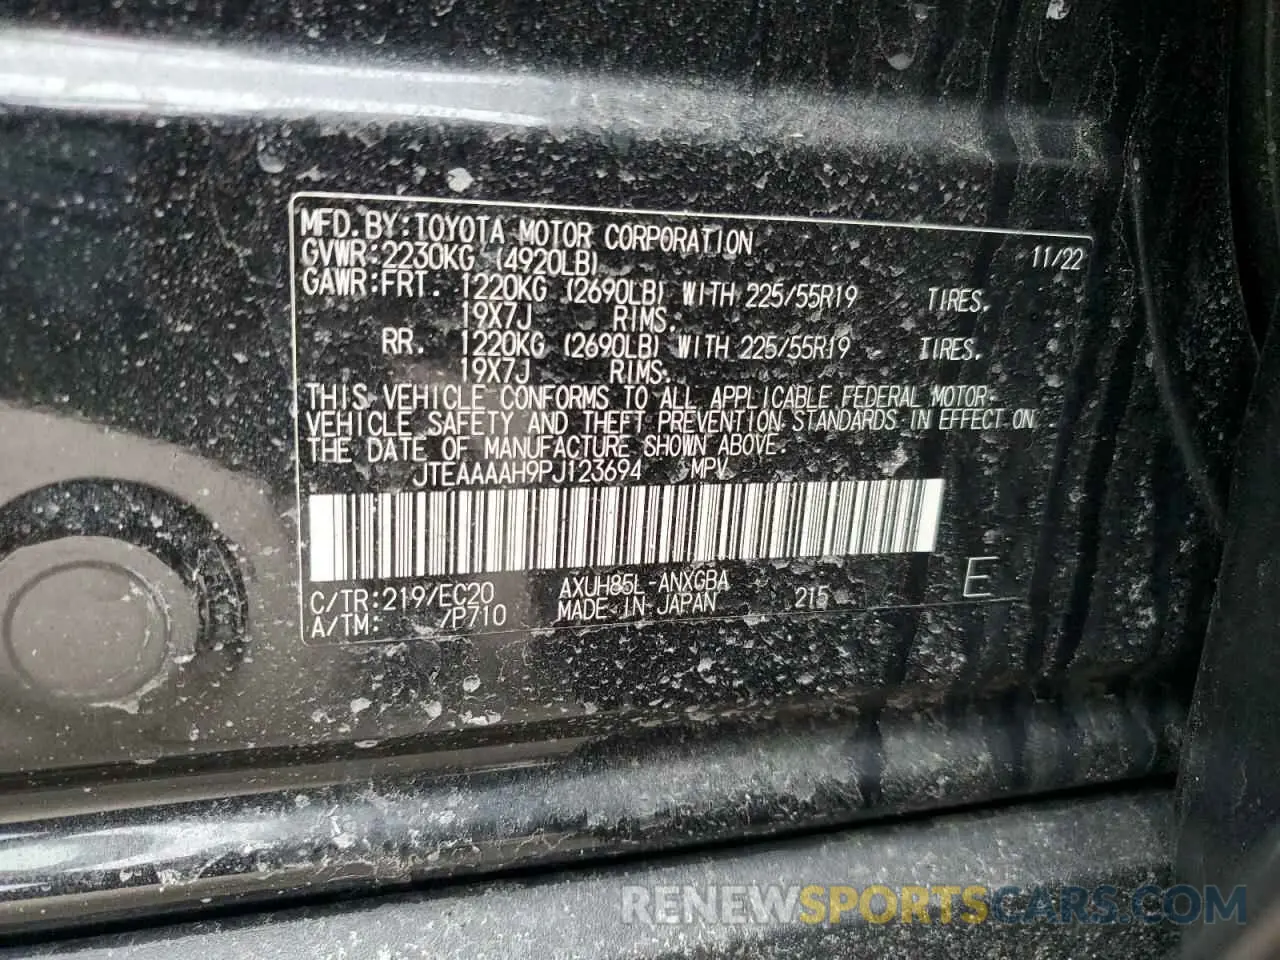 MFD.BY:TOYOTA MOTOR CORPORATION 11/22
GVWR:2230KG (4920LB)
GAWR:FRT. 1220KG (2690LB) WITH 225/55R19 TIRES.
19X7J RIMS.
RR. 1220KG (2690LB) WITH 225/55R19 TIRES.
19X7J RIMS.
THIS VEHICLE CONFORMS TO ALL APPLICABLE FEDERAL MOTOR
VEHICLE SAFETY AND THEFT PREVENTION STANDARDS IN EFFECT ON
THE DATE OF MANUFACTURE SHOWN ABOVE.
JTEAAAAH9PJ123694 MPV
C/TR:219/EC20 AXUH85L-ANXGBA
A/TM: /P710 MADE IN JAPAN 215 E
RENEWSPORTSCARS.COM